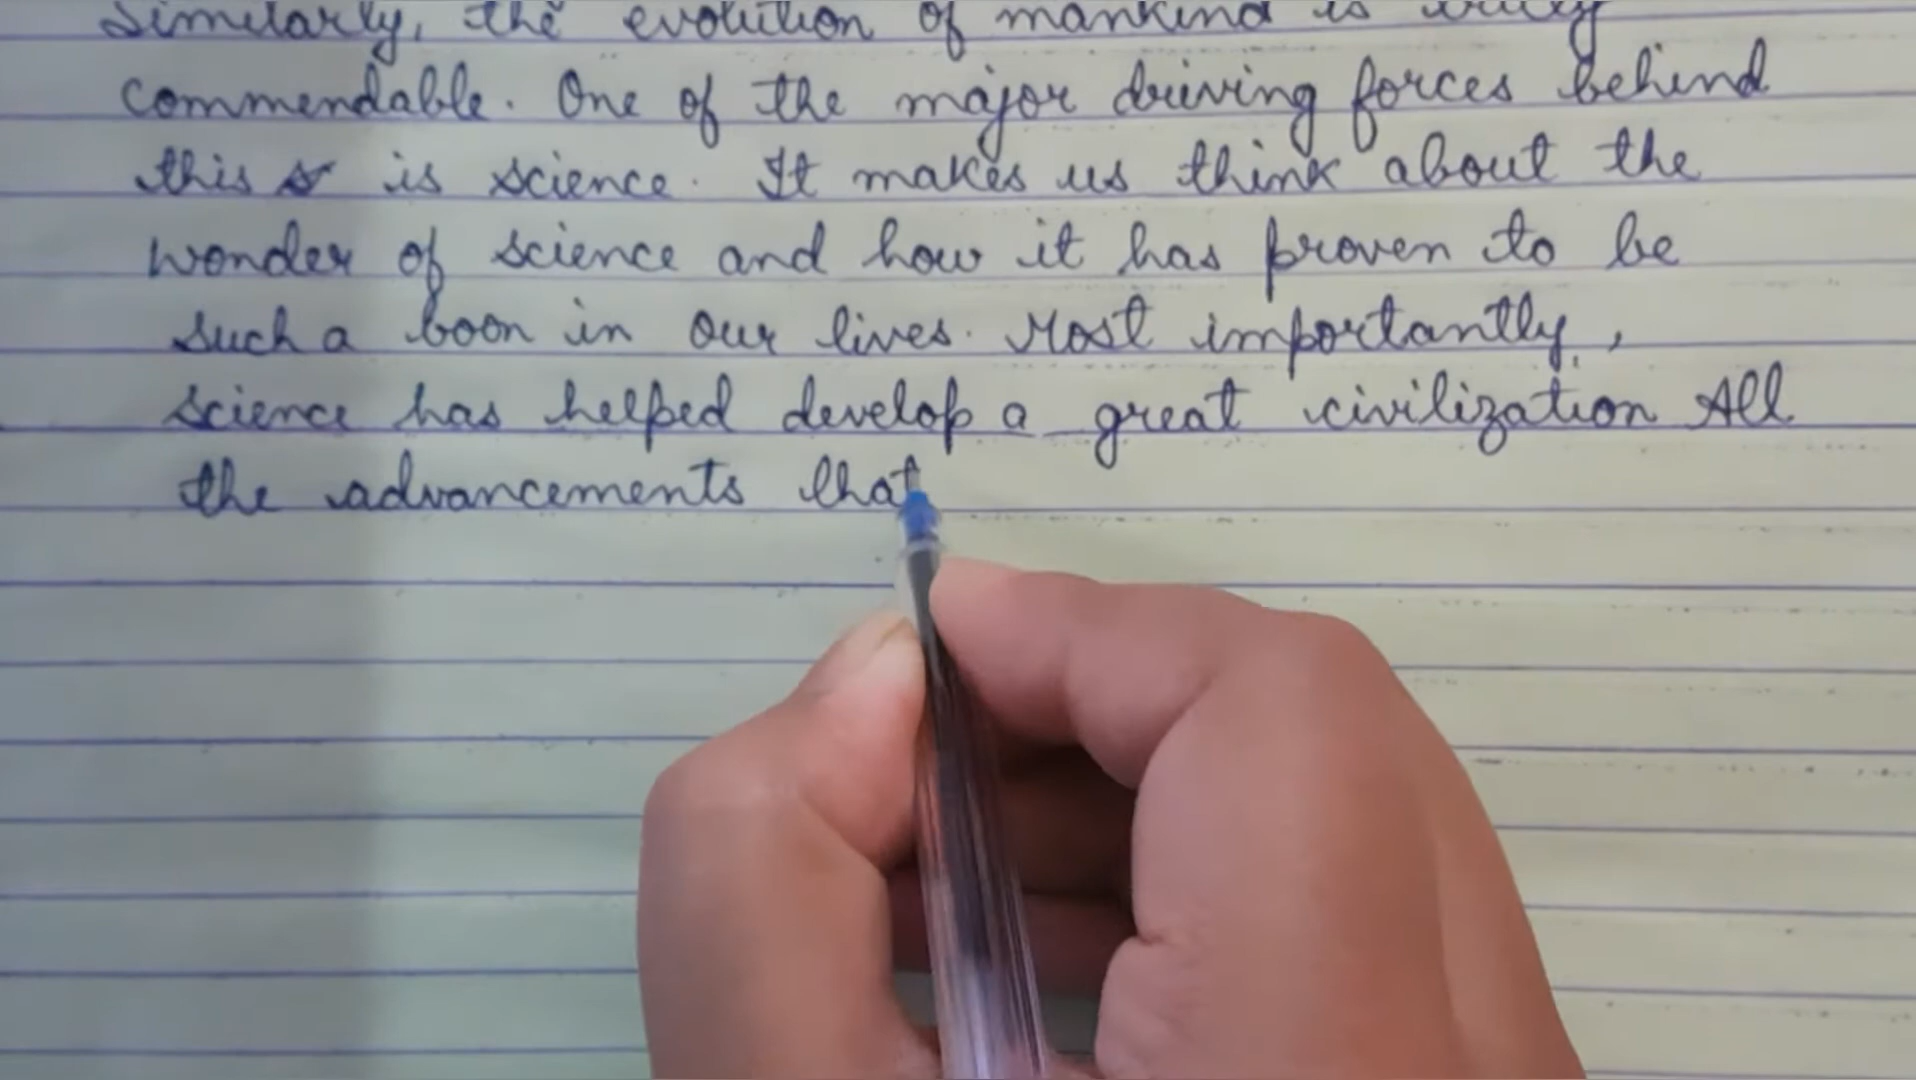 Similarly, the evolution of mankind is truly
commendable. One of the major driving forces behind
this is science. It makes us think about the
wonder of science and how it has proven to be
such a boon in our lives. Most importantly,
science has helped develop a great civilization All
the advancements that